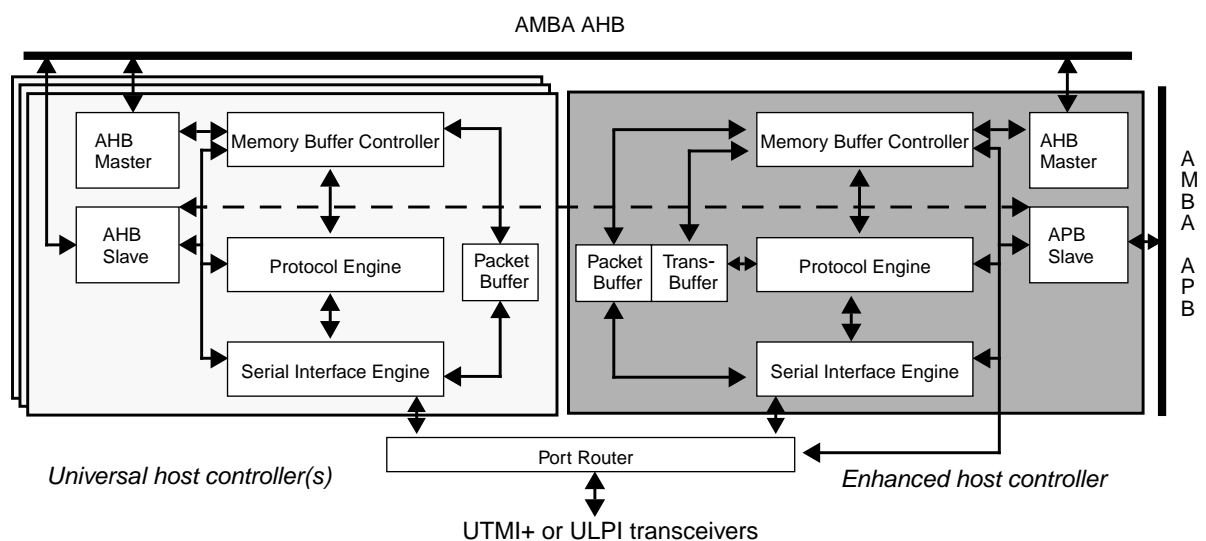 AMBA AHB
AHB
Master
Memory Buffer Controller
AHB
Slave
Protocol Engine
Packet
Buffer
Serial Interface Engine
Memory Buffer Controller
AHB
Master
Packet
Buffer
Trans-
Buffer
Protocol Engine
APB
Slave
Serial Interface Engine
AMBA APB
Port Router
Universal host controller(s)
Enhanced host controller
UTMI+ or ULPI transceivers